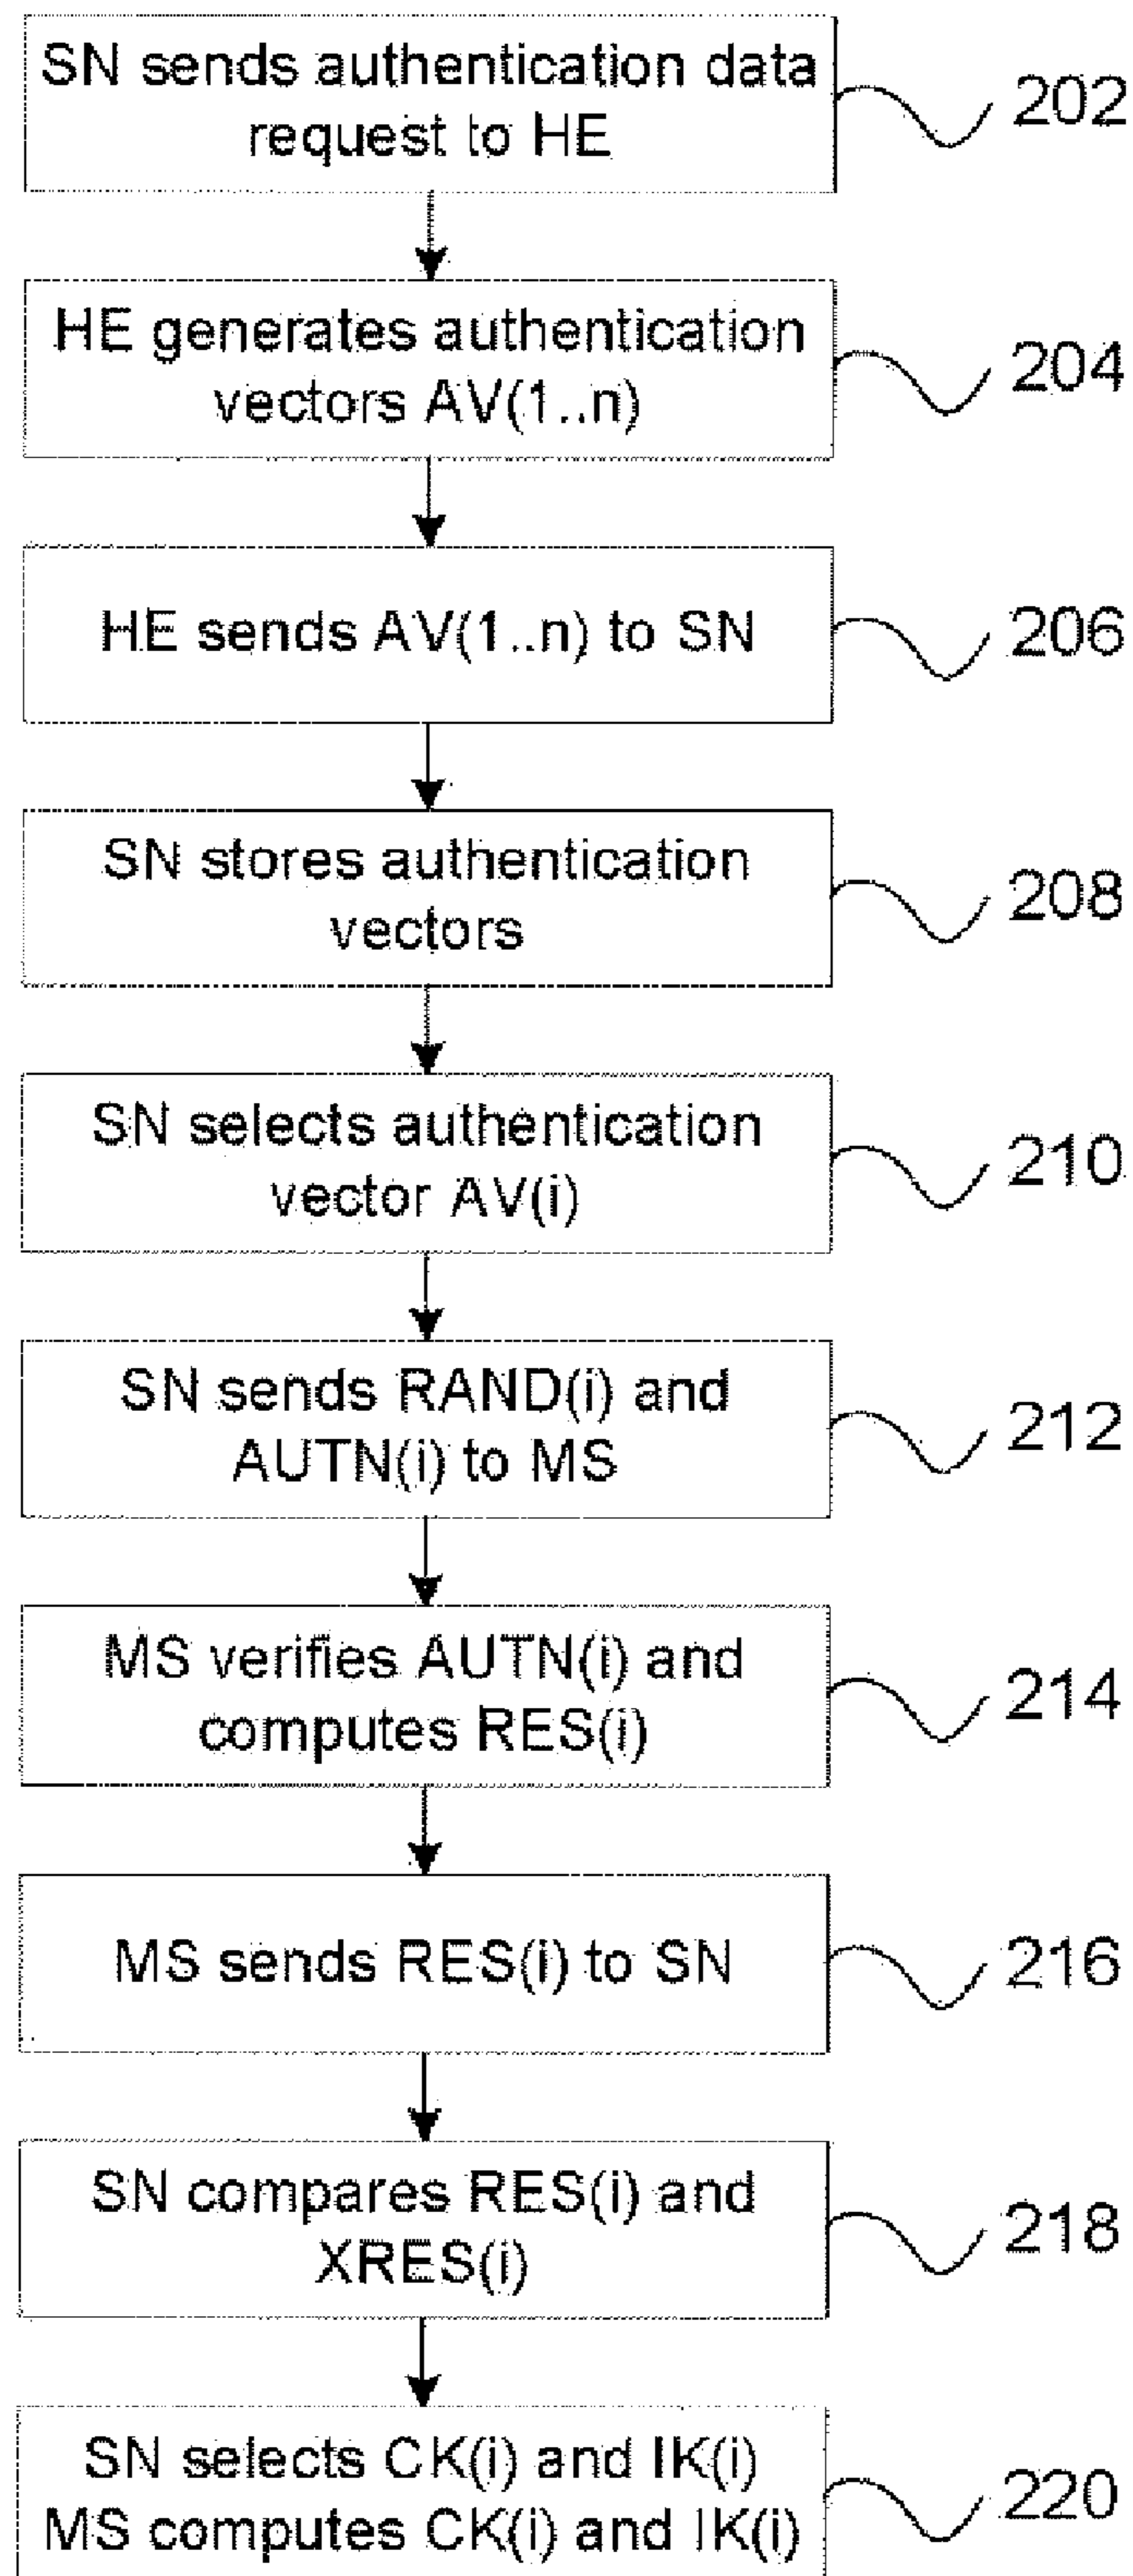 SN sends authentication data
request to HE
202
HE generates authentication
vectors AV(1..n)
204
HE sends AV(1..n) to SN
206
SN stores authentication
vectors
208
SN selects authentication
vector AV(i)
210
SN sends RAND(i) and
AUTN(i) to MS
212
MS verifies AUTN(i) and
computes RES(i)
214
MS sends RES(i) to SN
216
SN compares RES(i) and
XRES(i)
218
SN selects CK(i) and IK(i)
MS computes CK(i) and IK(i)
220